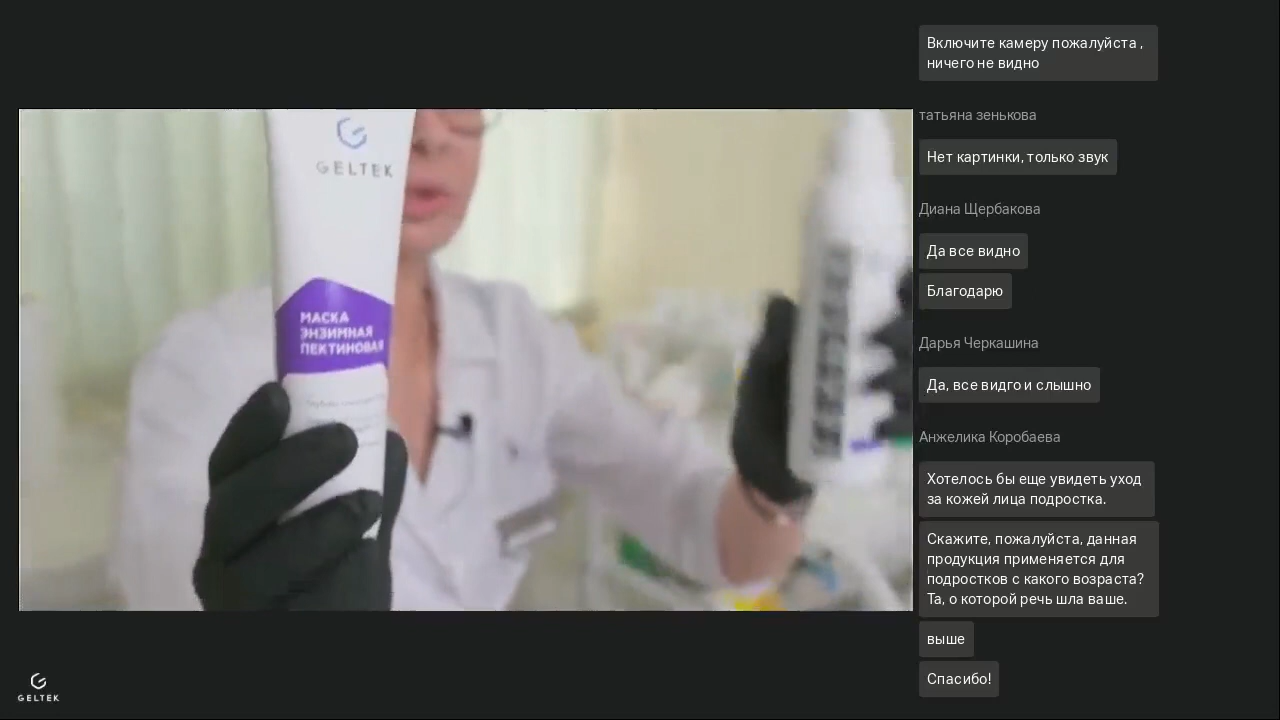 GELTEK
МАСКА
ЭНЗИМНАЯ
ПЕКТИНОВАЯ
GELTEK
Включите камеру пожалуйста ,
ничего не видно
татьяна зенькова
Нет картинки, только звук
Диана Щербакова
Да все видно
Благодарю
Дарья Черкашина
Да, все видго и слышно
Анжелика Коробаева
Хотелось бы еще увидеть уход
за кожей лица подростка.
Скажите, пожалуйста, данная
продукция применяется для
подростков с какого возраста?
Та, о которой речь шла ваше.
выше
Спасибо!